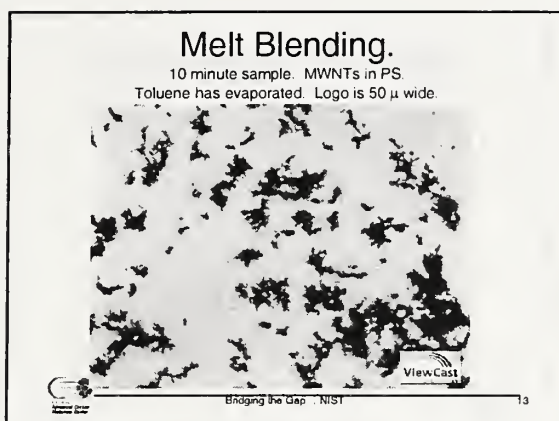 Melt Blending.
10 minute sample. MWNTs in PS.
Toluene has evaporated. Logo is 50 µ wide.
ViewCast
Bridging the Gap NIST
13